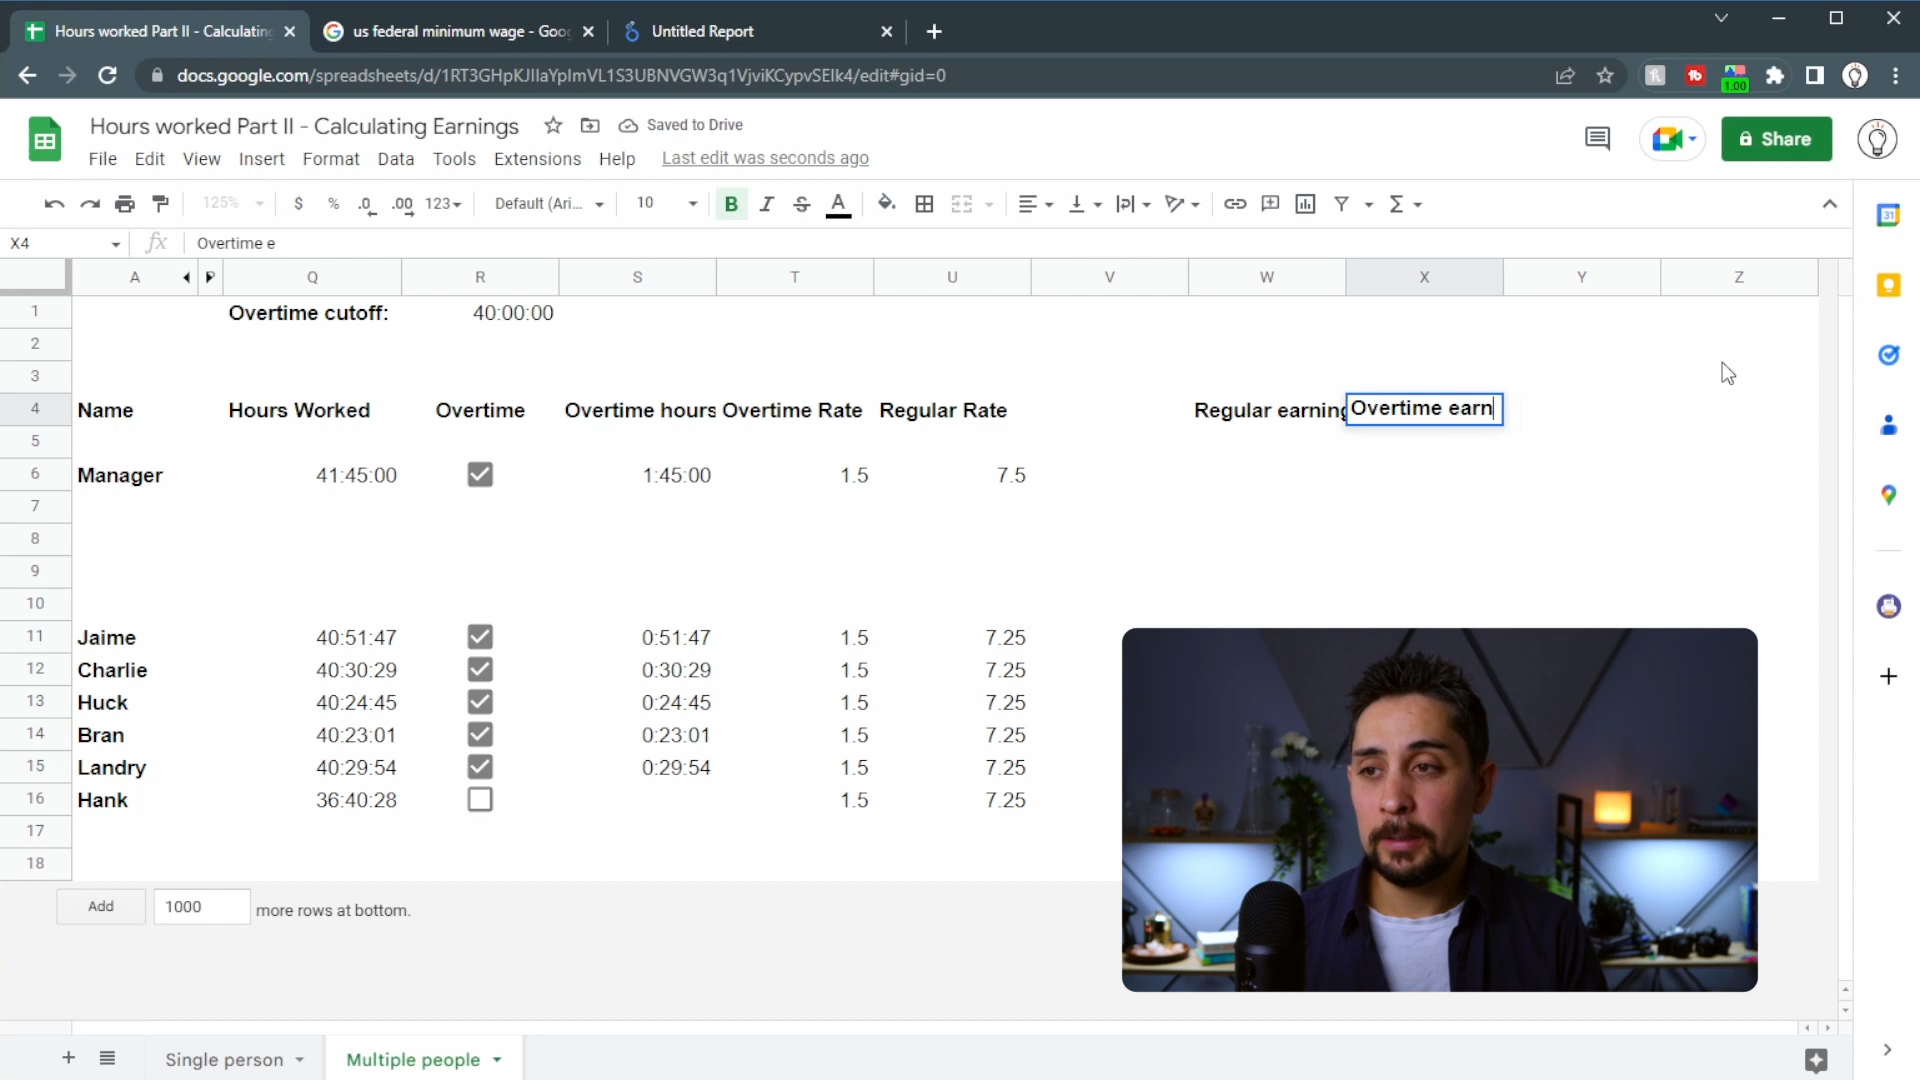 Hours worked Part II - Calculatin
us federal minimum wage - Goo
Untitled Report
docs.google.com/spreadsheets/d/1RT3GHpKJIIaYpImVL1S3UBNVGW3q1VjviKCypvSEIk4/edit#gid=0
1.00
Hours worked Part II - Calculating Earnings
Saved to Drive
File Edit View Insert Format Data Tools Extensions Help Last edit was seconds ago
Share
125% $ % .0 .00 123 Default (Ari... 10 B I S A
31
X4 fx Overtime e
A P Q R S T U V W X Y Z
1 Overtime cutoff: 40:00:00
2
3
4 Name Hours Worked Overtime Overtime hours Overtime Rate Regular Rate Regular earning Overtime earn
5
6 Manager 41:45:00 1:45:00 1.5 7.5
7
8
9
10
11 Jaime 40:51:47 0:51:47 1.5 7.25
12 Charlie 40:30:29 0:30:29 1.5 7.25
13 Huck 40:24:45 0:24:45 1.5 7.25
14 Bran 40:23:01 0:23:01 1.5 7.25
15 Landry 40:29:54 0:29:54 1.5 7.25
16 Hank 36:40:28 1.5 7.25
17
18
Add 1000 more rows at bottom.
Single person Multiple people